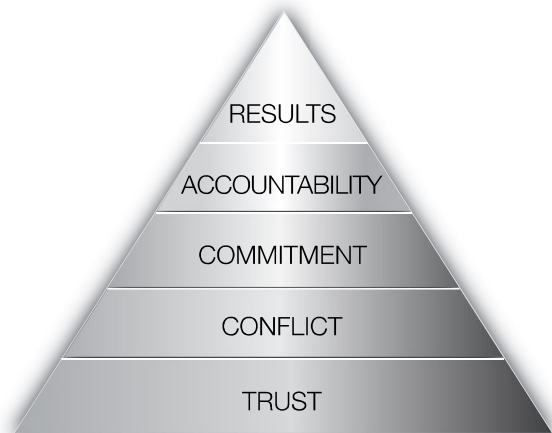 RESULTS
ACCOUNTABILITY
COMMITMENT
CONFLICT
TRUST